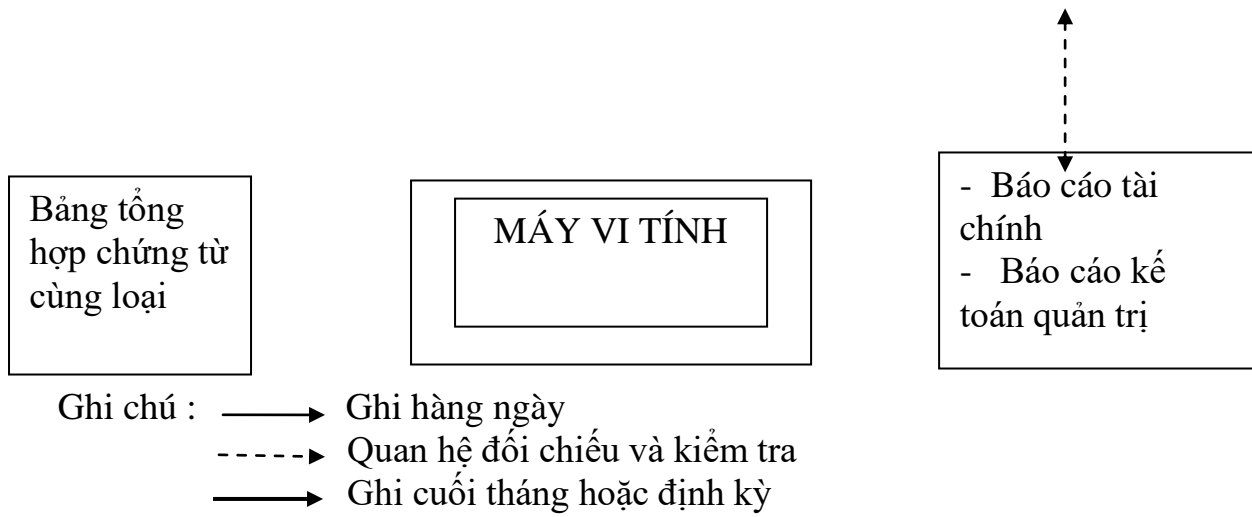 Bảng tổng
hợp chứng từ
cùng loại
MÁY VI TÍNH
- Báo cáo tài
chính
- Báo cáo kế
toán quản trị
Ghi chú :
Ghi hàng ngày
Quan hệ đối chiếu và kiểm tra
Ghi cuối tháng hoặc định kỳ